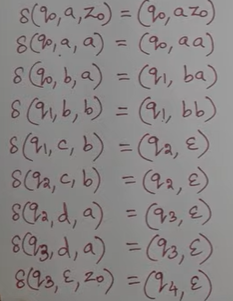 δ(q₀,a,z₀) = (q₀, az₀)
δ(q₀,a,a) = (q₀, aa)
δ(q₀,b,a) = (q₁, ba)
δ(q₁,b,b) = (q₁, bb)
δ(q₁,c,b) = (q₂, ε)
δ(q₂,c,b) = (q₂, ε)
δ(q₂,d,a) = (q₃, ε)
δ(q₃,d,a) = (q₃, ε)
δ(q₃,ε,z₀) = (q₄, ε)